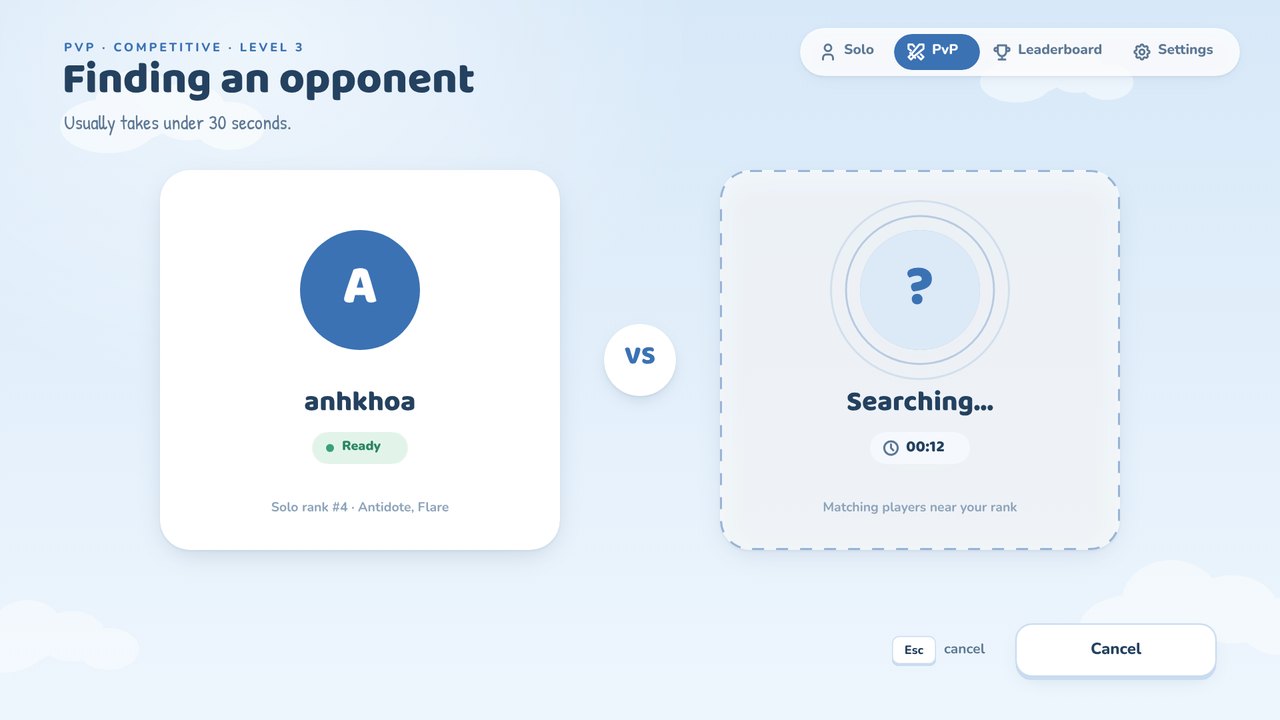 PVP · COMPETITIVE · LEVEL 3
Finding an opponent
Usually takes under 30 seconds.
Solo
PvP
Leaderboard
Settings
A
anhkhoa
Ready
Solo rank #4 · Antidote, Flare
VS
?
Searching...
00:12
Matching players near your rank
Esc cancel
Cancel